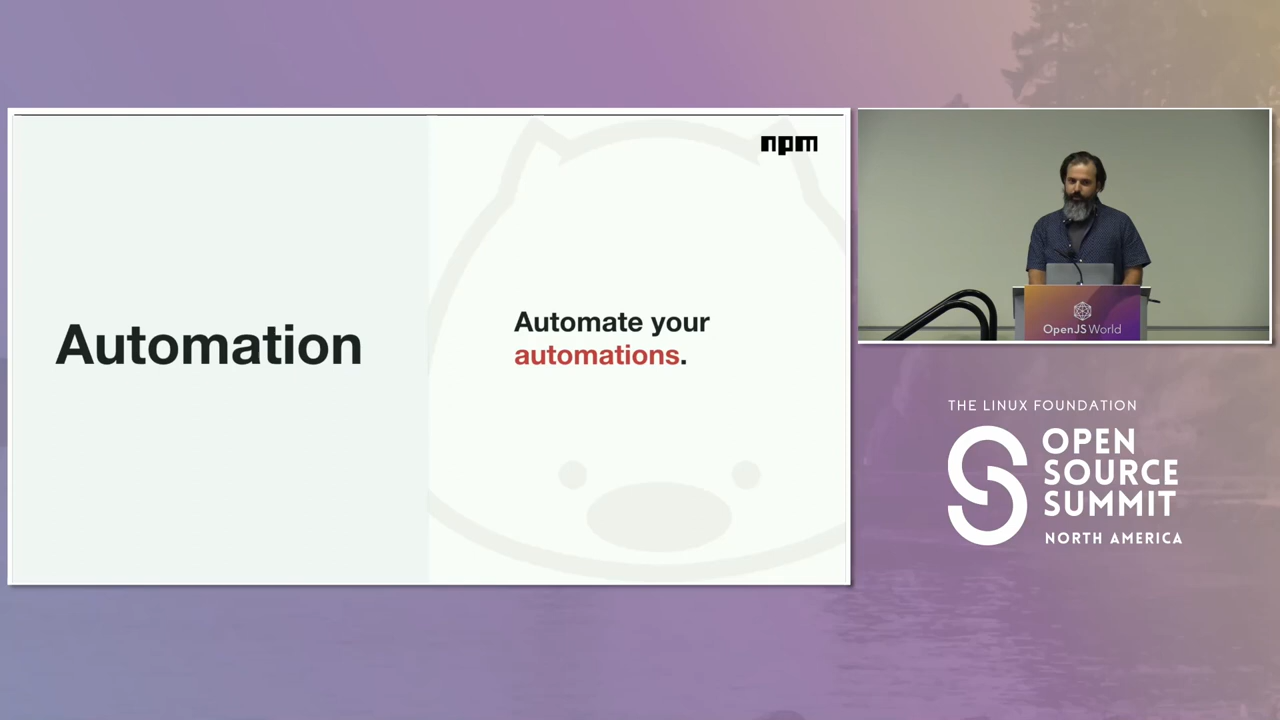 npm
Automation
Automate your
automations.
OpenJS World
THE LINUX FOUNDATION
OPEN
SOURCE
SUMMIT
NORTH AMERICA